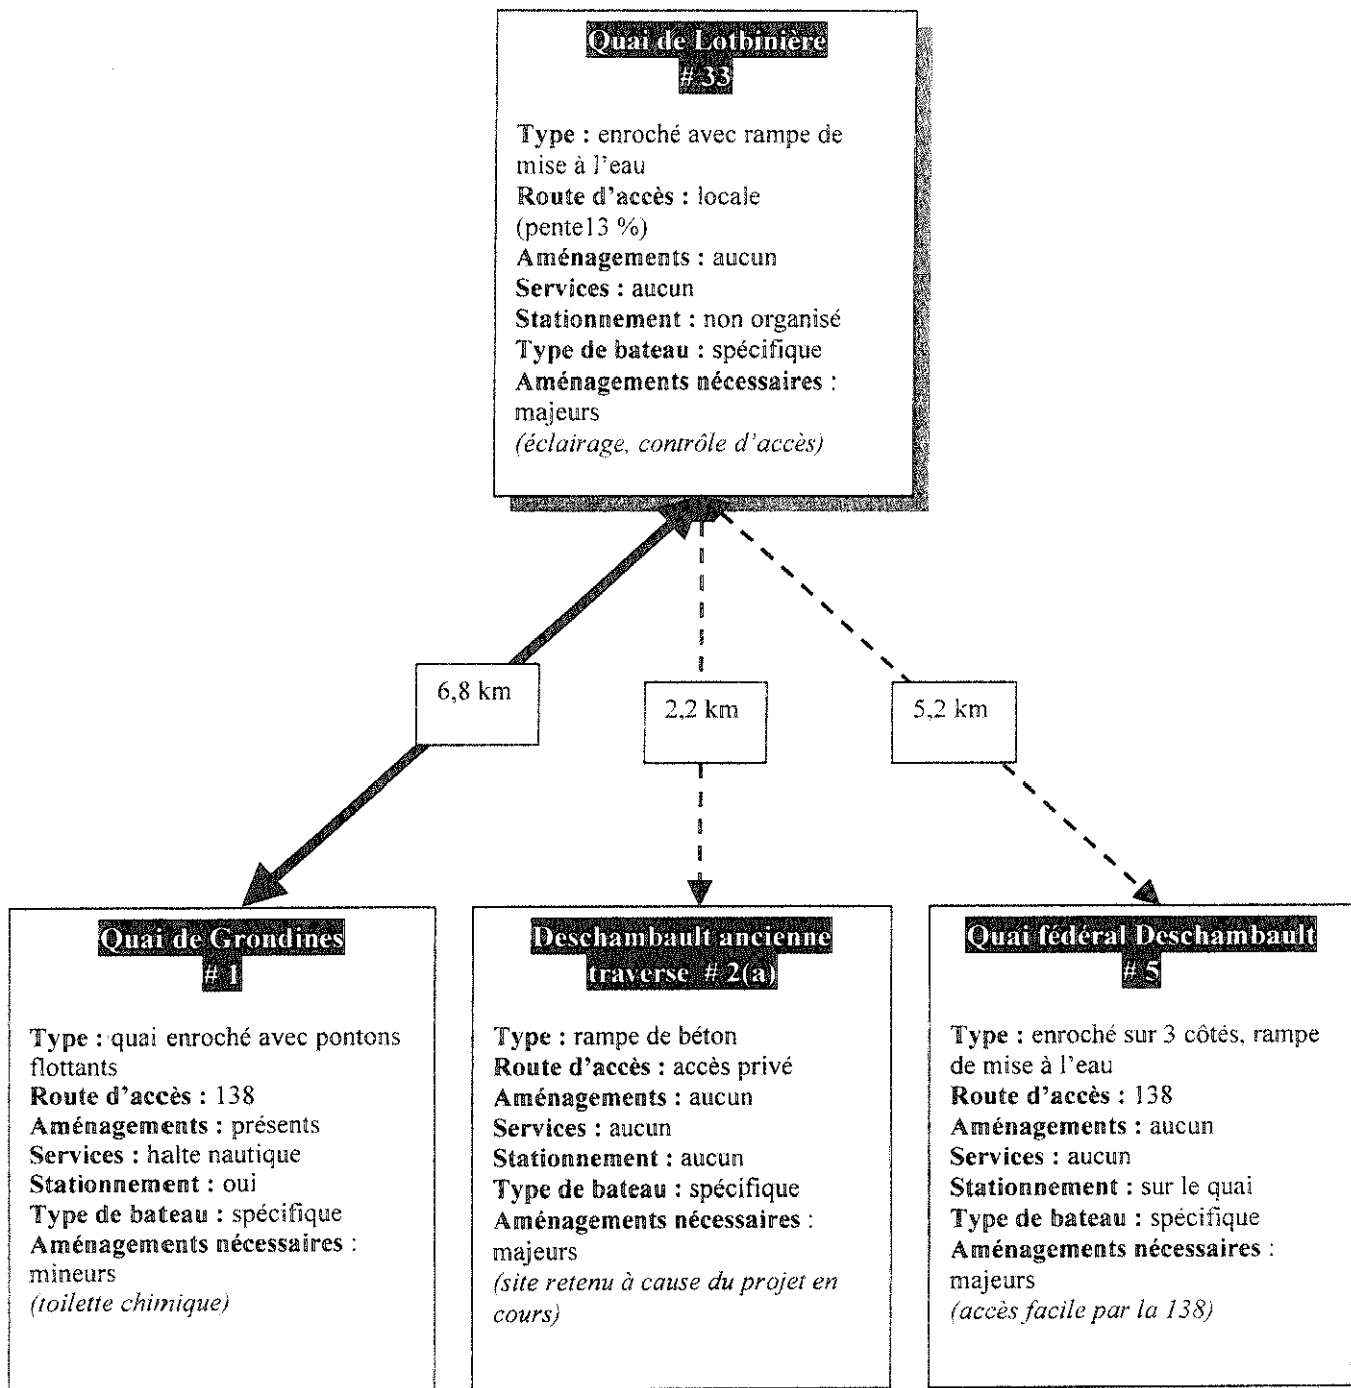 Quai de Lotbinière
# 33
Type : enroché avec rampe de
mise à l'eau
Route d'accès : locale
(pente13 %)
Aménagements : aucun
Services : aucun
Stationnement : non organisé
Type de bateau : spécifique
Aménagements nécessaires :
majeurs
(éclairage, contrôle d'accès)
6,8 km
2,2 km
5,2 km
Quai de Grondines
# 1
Type : quai enroché avec pontons
flottants
Route d'accès : 138
Aménagements : présents
Services : halte nautique
Stationnement : oui
Type de bateau : spécifique
Aménagements nécessaires :
mineurs
(toilette chimique)
Deschambault ancienne
traverse # 2(a)
Type : rampe de béton
Route d'accès : accès privé
Aménagements : aucun
Services : aucun
Stationnement : aucun
Type de bateau : spécifique
Aménagements nécessaires :
majeurs
(site retenu à cause du projet en
cours)
Quai fédéral Deschambault
# 5
Type : enroché sur 3 côtés, rampe
de mise à l'eau
Route d'accès : 138
Aménagements : aucun
Services : aucun
Stationnement : sur le quai
Type de bateau : spécifique
Aménagements nécessaires :
majeurs
(accès facile par la 138)